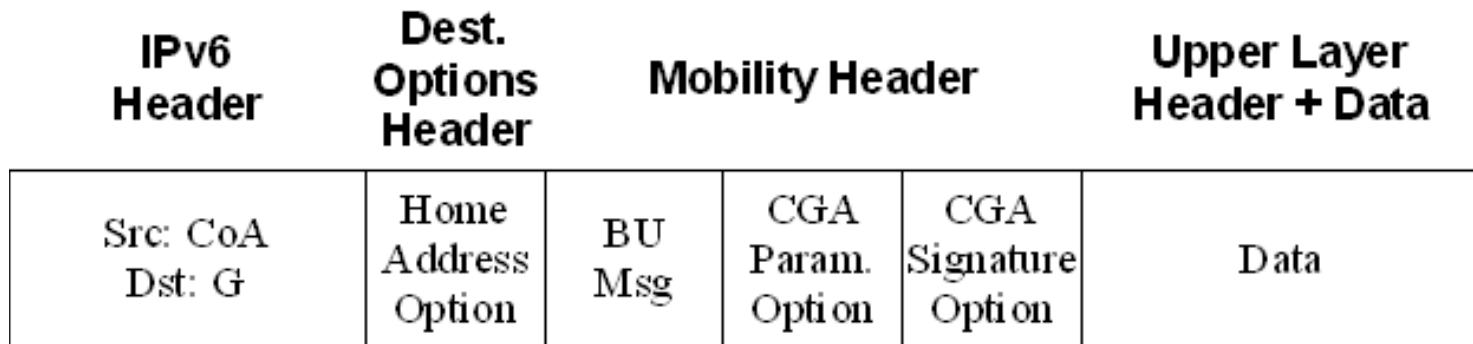 IPv6
Header
Dest.
Options
Header
Mobility Header
Upper Layer
Header + Data
Src: CoA
Dst: G
Home
Address
Option
BU
Msg
CGA
Param.
Option
CGA
Signature
Option
Data